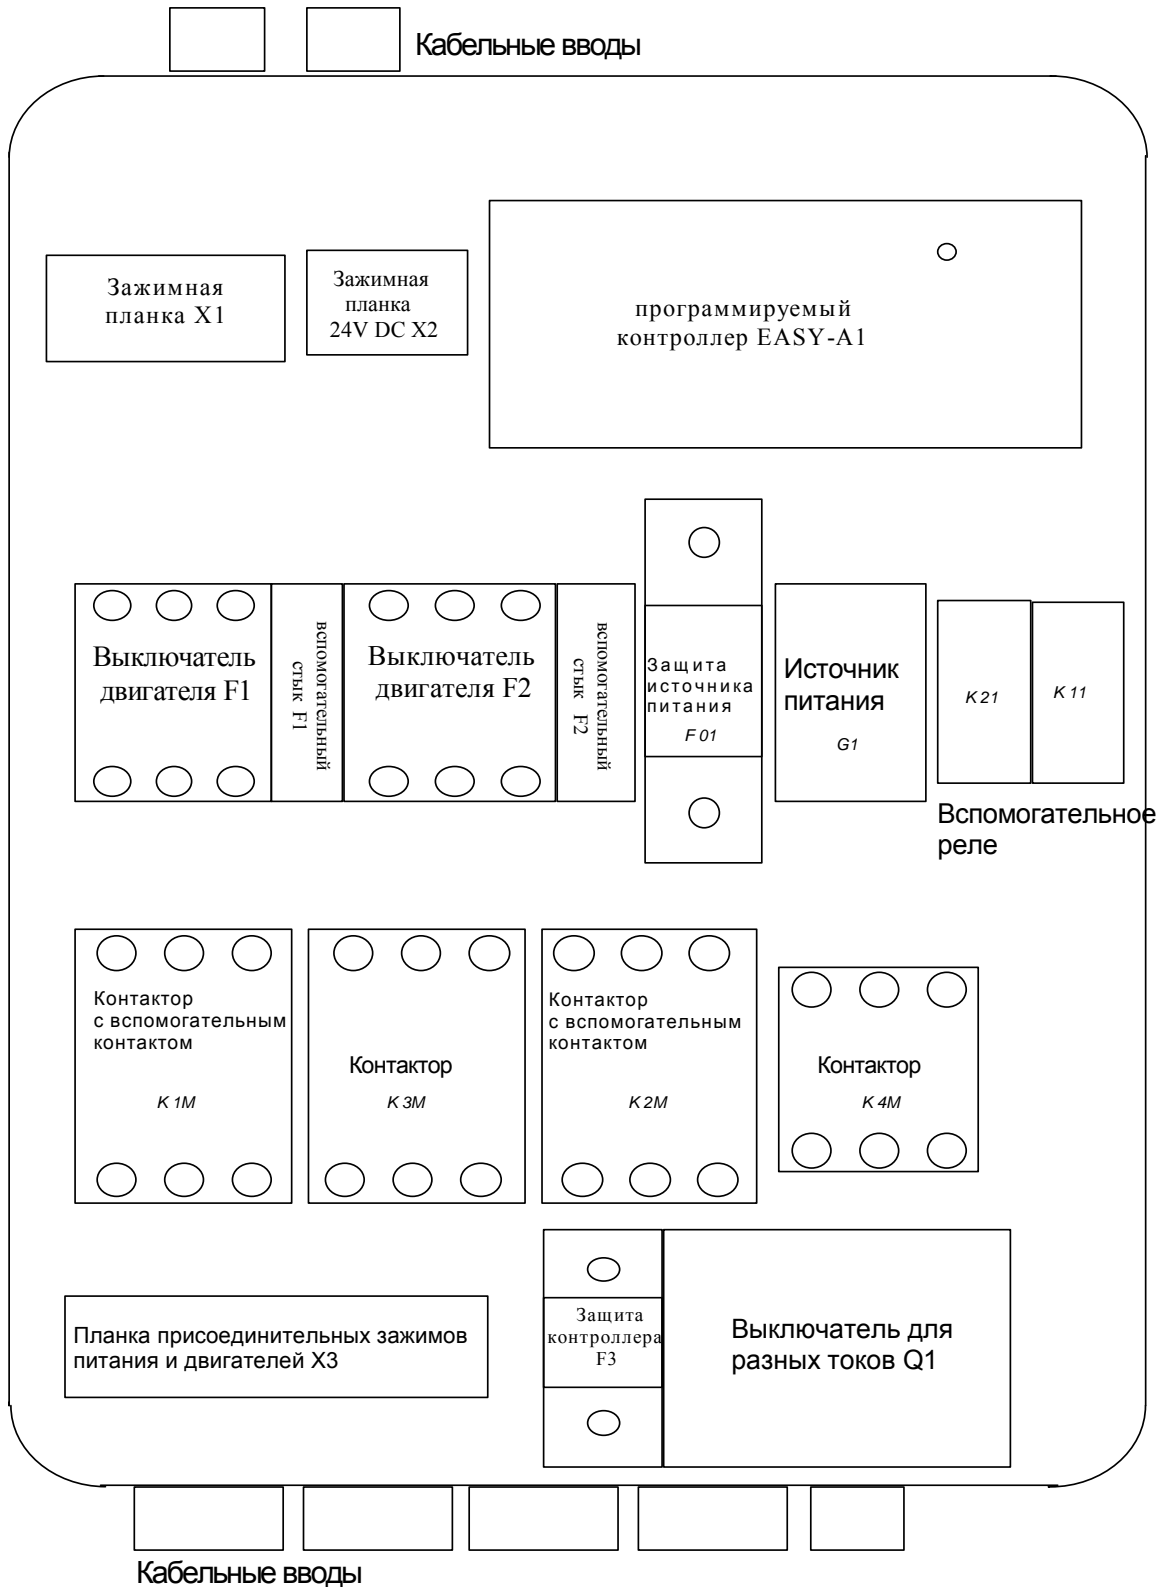 Кабельные вводы
Зажимная
планка X1
Зажимная
планка
24V DC X2
программируемый
контроллер EASY-A1
Выключатель
двигателя F1
вспомогательный
стык F1
Выключатель
двигателя F2
вспомогательный
стык F2
Защита
источника
питания
F 01
Источник
питания
G1
K 21
K 11
Вспомогательное
реле
Контактор
с вспомогательным
контактом
K 1M
Контактор
K 3M
Контактор
с вспомогательным
контактом
K 2M
Контактор
K 4M
Планка присоединительных зажимов
питания и двигателей X3
Защита
контроллера
F3
Выключатель для
разных токов Q1
Кабельные вводы